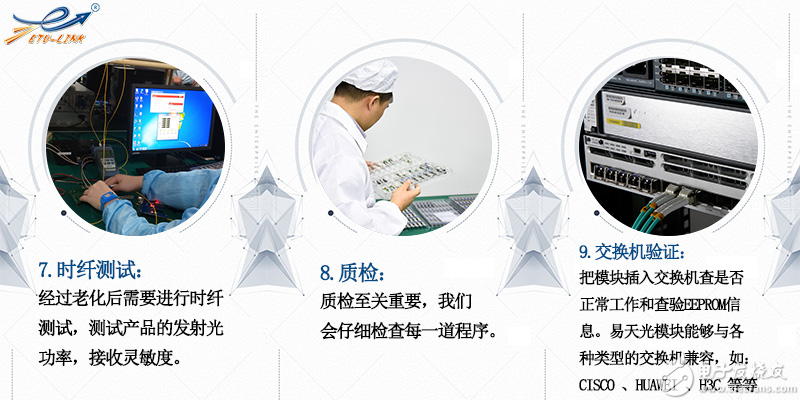 ETU-LINK
®
7. 时纤测试：
经过老化后需要进行时纤
测试，测试产品的发射光
功率，接收灵敏度。
8. 质检：
质检至关重要，我们
会仔细检查每一道程序。
9. 交换机验证：
把模块插入交换机查是否
正常工作和查验EEPROM信
息。易天光模块能够与各
种类型的交换机兼容，如：
CISCO 、HUAWEI 、H3C 等等
电子发烧友